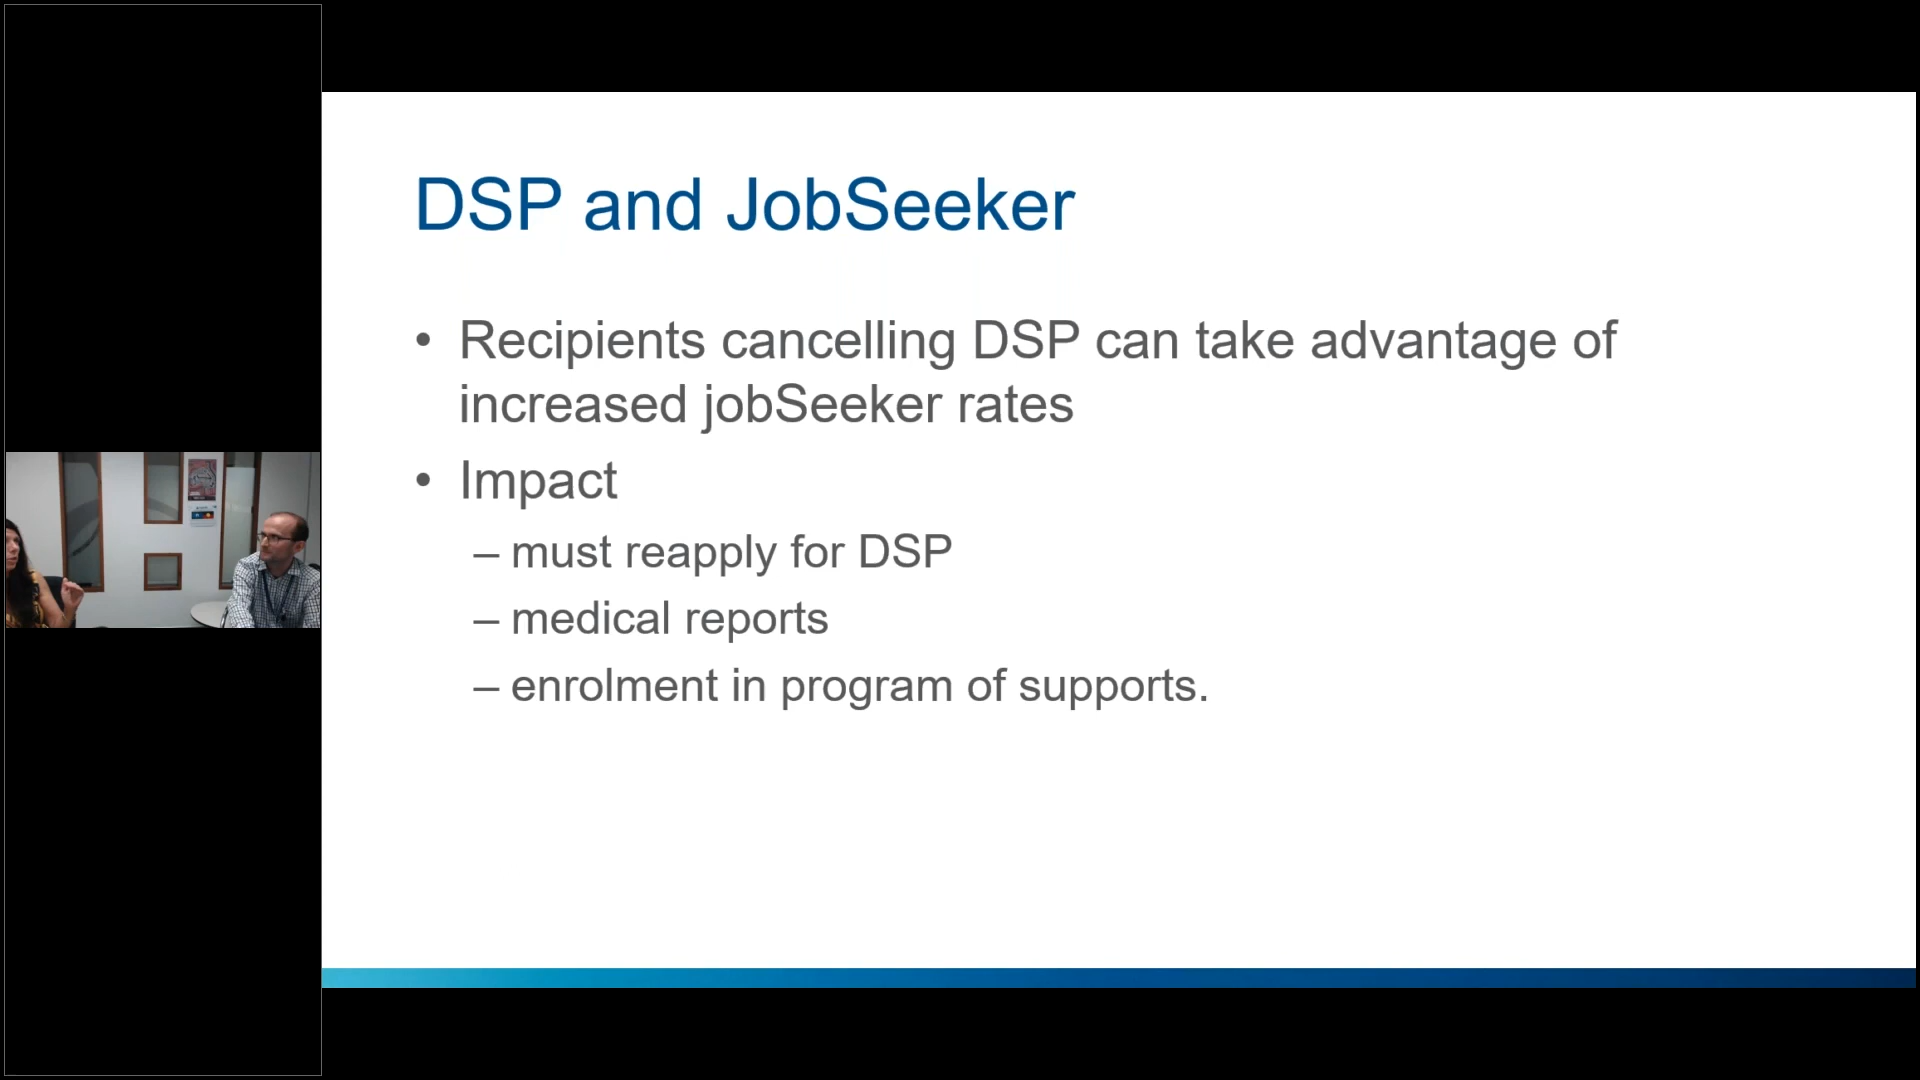 DSP and JobSeeker
• Recipients cancelling DSP can take advantage of
increased jobSeeker rates
• Impact
– must reapply for DSP
– medical reports
– enrolment in program of supports.